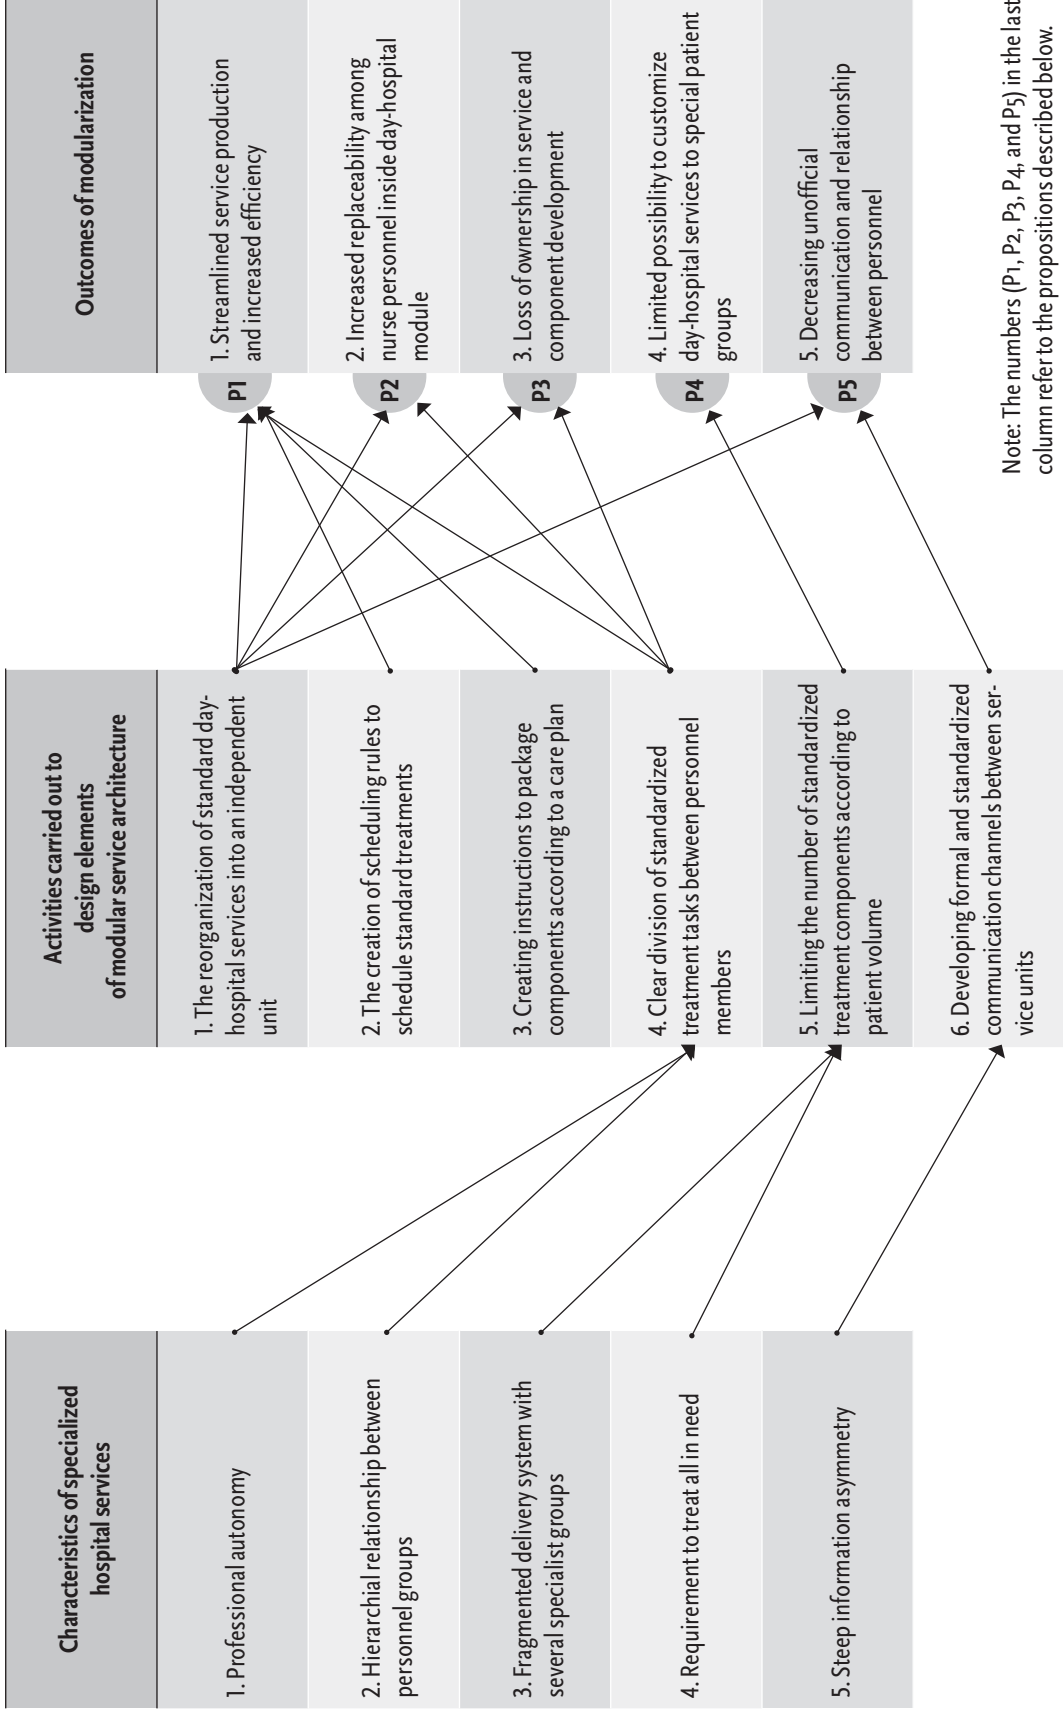 Characteristics of specialized
hospital services
1. Professional autonomy
2. Hierarchial relationship between
personnel groups
3. Fragmented delivery system with
several specialist groups
4. Requirement to treat all in need
5. Steep information asymmetry
Activities carried out to
design elements
of modular service architecture
1. The reorganization of standard day-
hospital services into an independent
unit
2. The creation of scheduling rules to
schedule standard treatments
3. Creating instructions to package
components according to a care plan
4. Clear division of standardized
treatment tasks between personnel
members
5. Limiting the number of standardized
treatment components according to
patient volume
6. Developing formal and standardized
communication channels between ser-
vice units
Outcomes of modularization
P1
1. Streamlined service production
and increased efficiency
P2
2. Increased replaceability among
nurse personnel inside day-hospital
module
P3
3. Loss of ownership in service and
component development
P4
4. Limited possibility to customize
day-hospital services to special patient
groups
P5
5. Decreasing unofficial
communication and relationship
between personnel
Note: The numbers (P1, P2, P3, P4, and P5) in the last
column refer to the propositions described below.